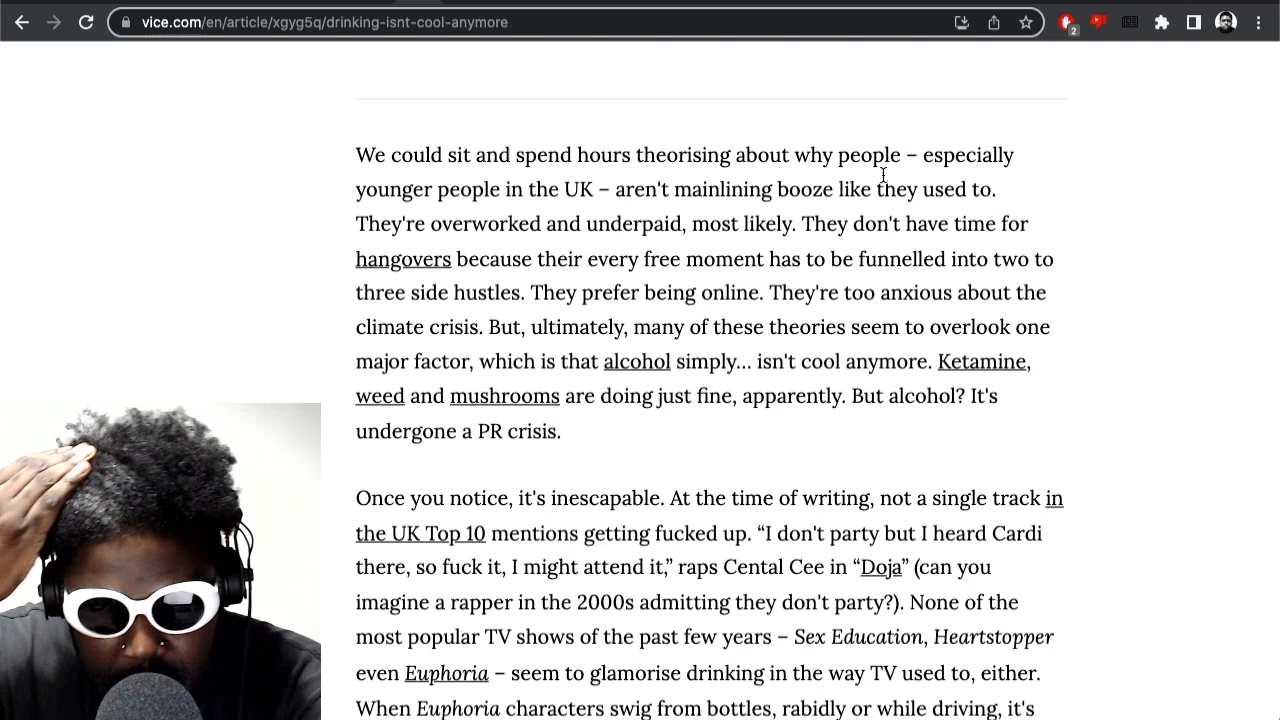 vice.com/en/article/xgyg5q/drinking-isnt-cool-anymore
2
We could sit and spend hours theorising about why people – especially
younger people in the UK – aren't mainlining booze like they used to.
They're overworked and underpaid, most likely. They don't have time for
hangovers because their every free moment has to be funnelled into two to
three side hustles. They prefer being online. They're too anxious about the
climate crisis. But, ultimately, many of these theories seem to overlook one
major factor, which is that alcohol simply… isn't cool anymore. Ketamine,
weed and mushrooms are doing just fine, apparently. But alcohol? It's
undergone a PR crisis.
Once you notice, it's inescapable. At the time of writing, not a single track in
the UK Top 10 mentions getting fucked up. “I don't party but I heard Cardi
there, so fuck it, I might attend it,” raps Cental Cee in “Doja” (can you
imagine a rapper in the 2000s admitting they don't party?). None of the
most popular TV shows of the past few years – Sex Education, Heartstopper
even Euphoria – seem to glamorise drinking in the way TV used to, either.
When Euphoria characters swig from bottles, rabidly or while driving, it's